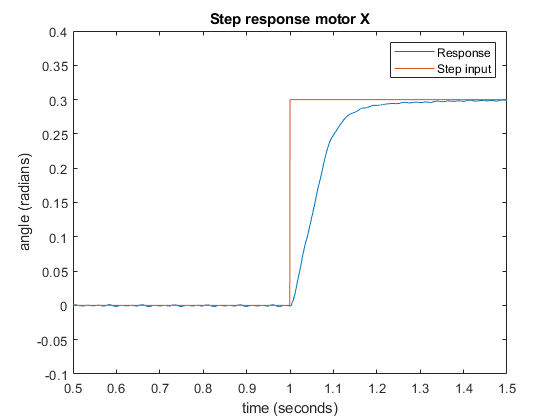 Step response motor X
Response
Step input
angle (radians)
0.4
0.35
0.3
0.25
0.2
0.15
0.1
0.05
0
-0.05
-0.1
0.5 0.6 0.7 0.8 0.9 1 1.1 1.2 1.3 1.4 1.5
time (seconds)